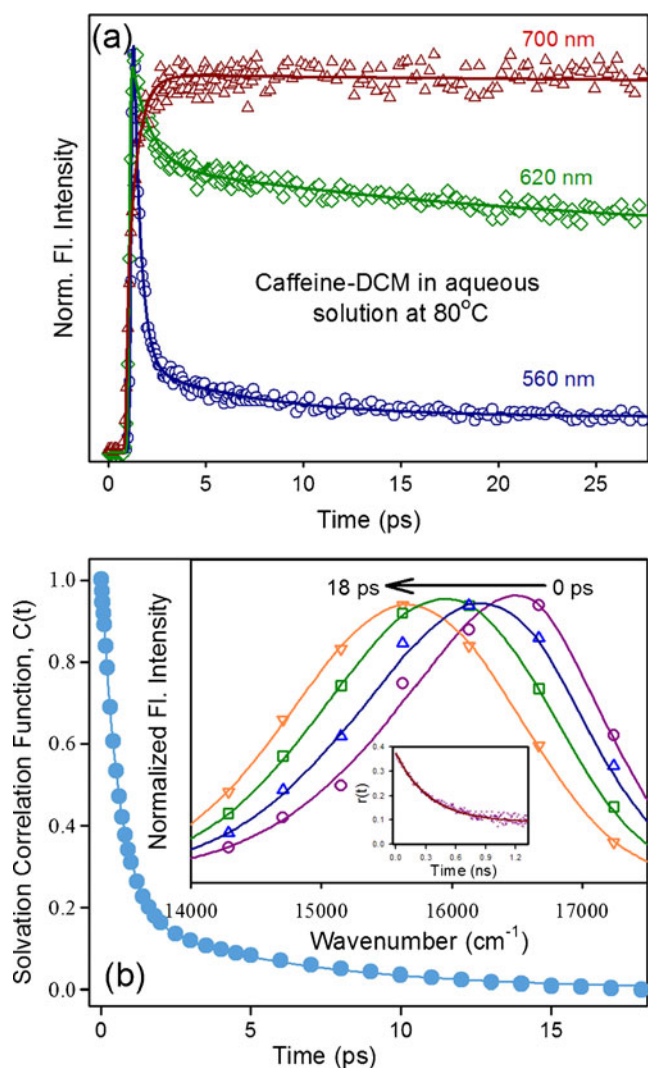 (a)
700 nm
620 nm
Caffeine-DCM in aqueous
solution at 80°C
560 nm
Norm. Fl. Intensity
0 5 10 15 20 25
Time (ps)
(b)
Solvation Correlation Function, C(t)
1.0
0.8
0.6
0.4
0.2
0.0
0 5 10 15
Time (ps)
Normalized Fl. Intensity
18 ps
0 ps
14000 15000 16000 17000
Wavenumber (cm⁻¹)
r(t)
0.4
0.3
0.2
0.1
0.0
0.0 0.3 0.6 0.9 1.2
Time (ns)